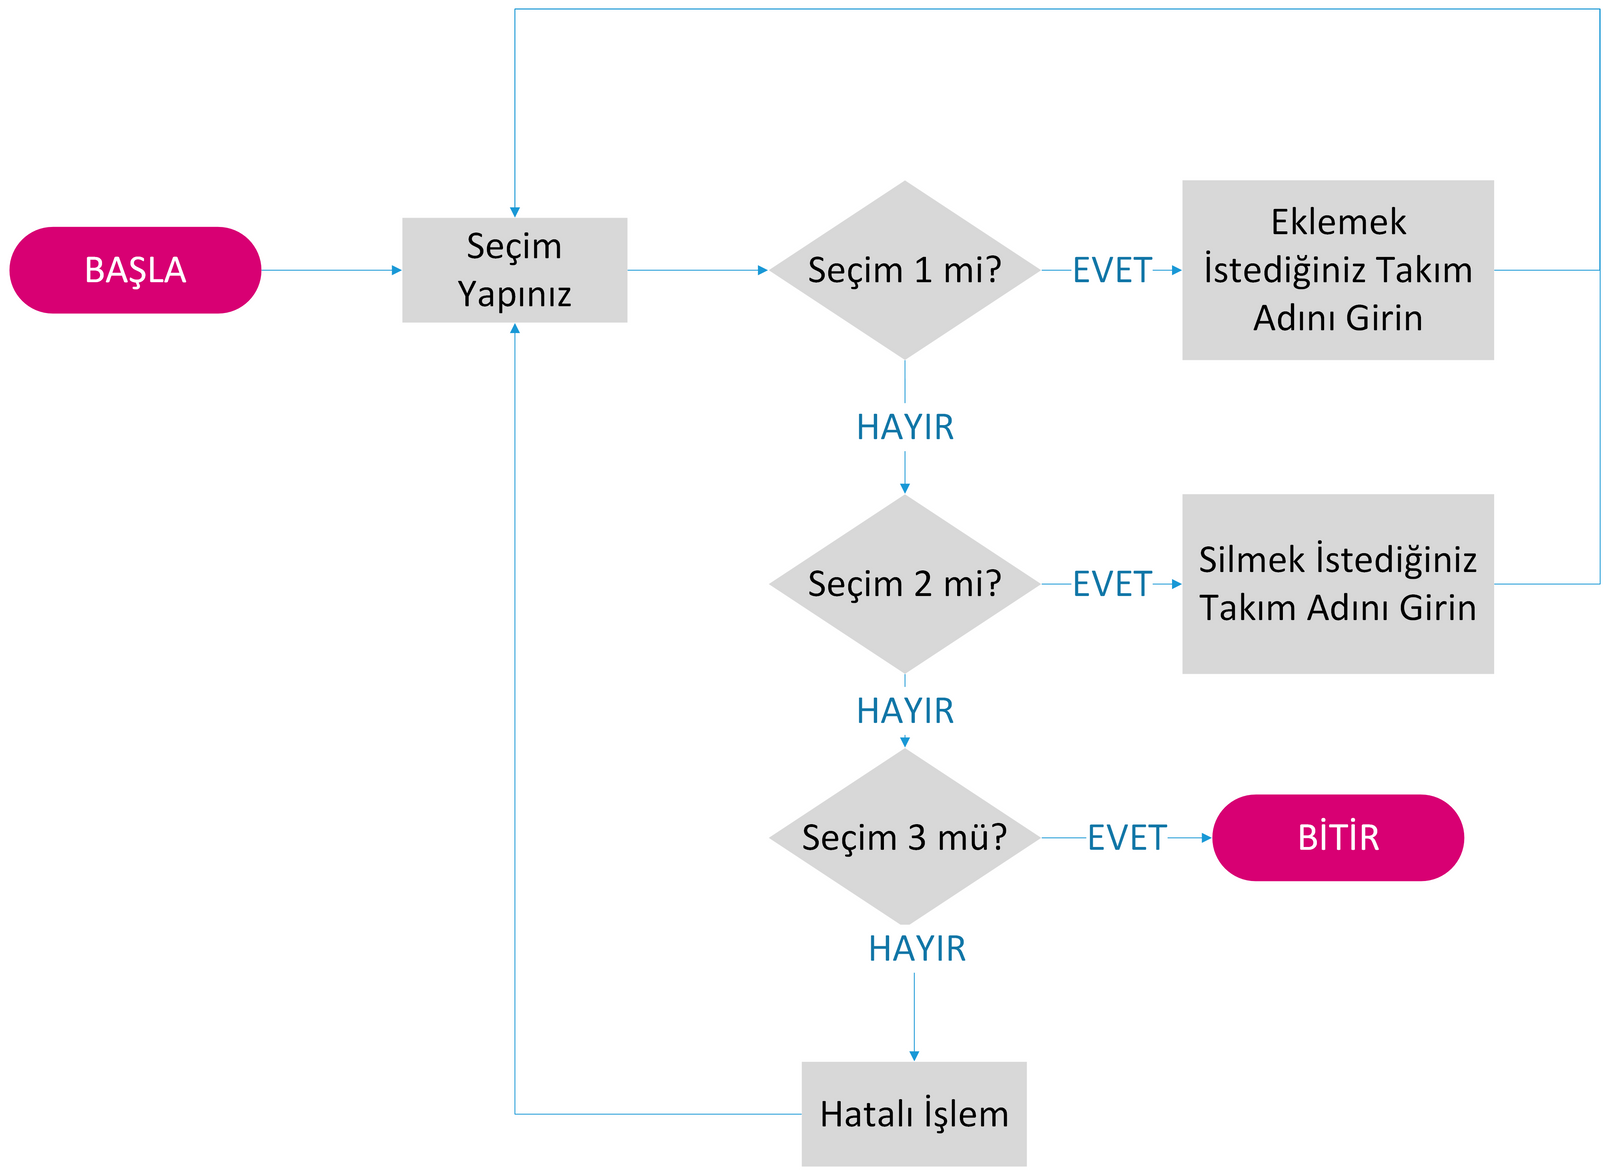 BAŞLA
Seçim
Yapınız
Seçim 1 mi?
EVET
Eklemek
İstediğiniz Takım
Adını Girin
HAYIR
Seçim 2 mi?
EVET
Silmek İstediğiniz
Takım Adını Girin
HAYIR
Seçim 3 mü?
EVET
BİTİR
HAYIR
Hatalı İşlem